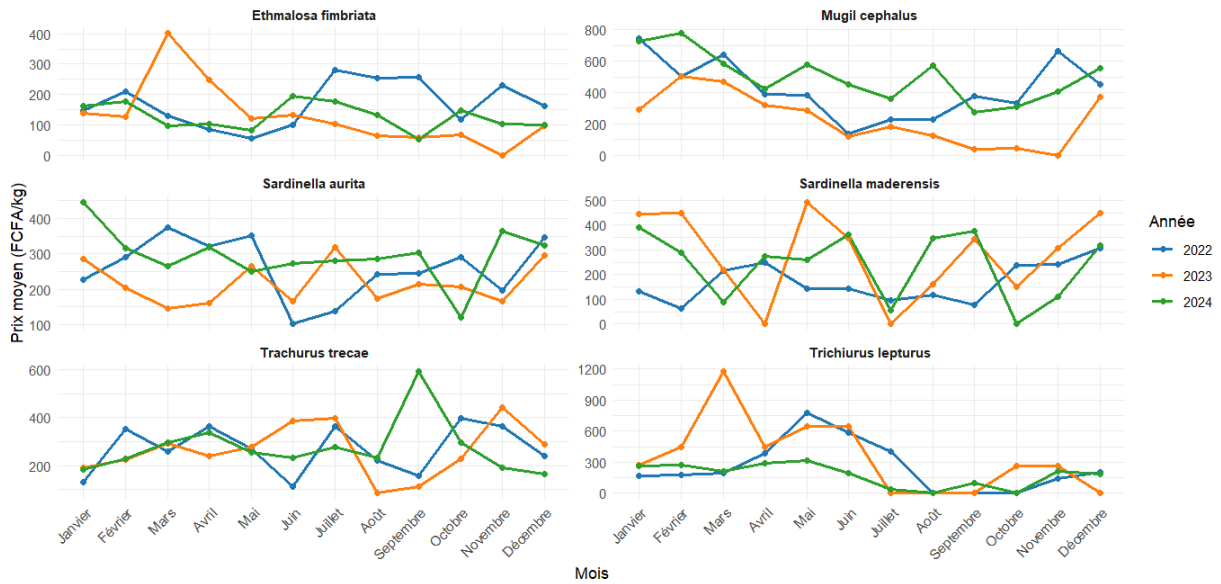 Ethmalosa fimbriata
Mugil cephalus
400
300
200
100
0
800
600
400
200
0
Sardinella aurita
Sardinella maderensis
400
300
200
100
500
400
300
200
100
0
Trachurus trecae
Trichiurus lepturus
600
400
200
1200
900
600
300
0
Prix moyen (FCFA/kg)
Janvier
Février
Mars
Avril
Mai
Juin
Juillet
Août
Septembre
Octobre
Novembre
Décembre
Janvier
Février
Mars
Avril
Mai
Juin
Juillet
Août
Septembre
Octobre
Novembre
Décembre
Mois
Année
2022
2023
2024